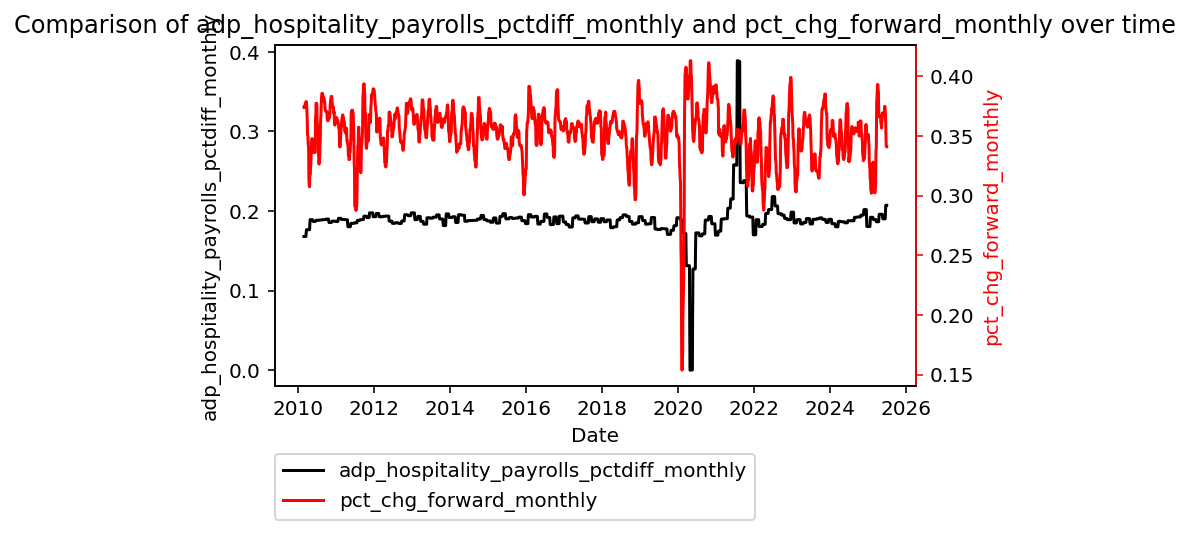 Comparison of adp_hospitality_payrolls_pctdiff_monthly and pct_chg_forward_monthly over time
adp_hospitality_payrolls_pctdiff_monthly
0.4
0.3
0.2
0.1
0.0
0.40
0.35
0.30
0.25
0.20
0.15
pct_chg_forward_monthly
2010 2012 2014 2016 2018 2020 2022 2024 2026
Date
adp_hospitality_payrolls_pctdiff_monthly
pct_chg_forward_monthly